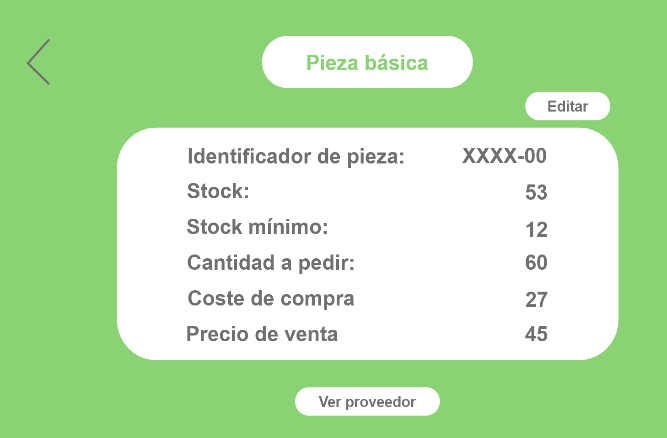 Pieza básica
Editar
Identificador de pieza: XXXX-00
Stock: 53
Stock mínimo: 12
Cantidad a pedir: 60
Coste de compra 27
Precio de venta 45
Ver proveedor